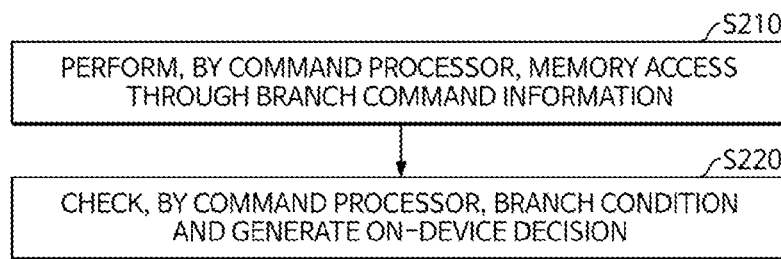 S210
PERFORM, BY COMMAND PROCESSOR, MEMORY ACCESS
THROUGH BRANCH COMMAND INFORMATION
S220
CHECK, BY COMMAND PROCESSOR, BRANCH CONDITION
AND GENERATE ON-DEVICE DECISION